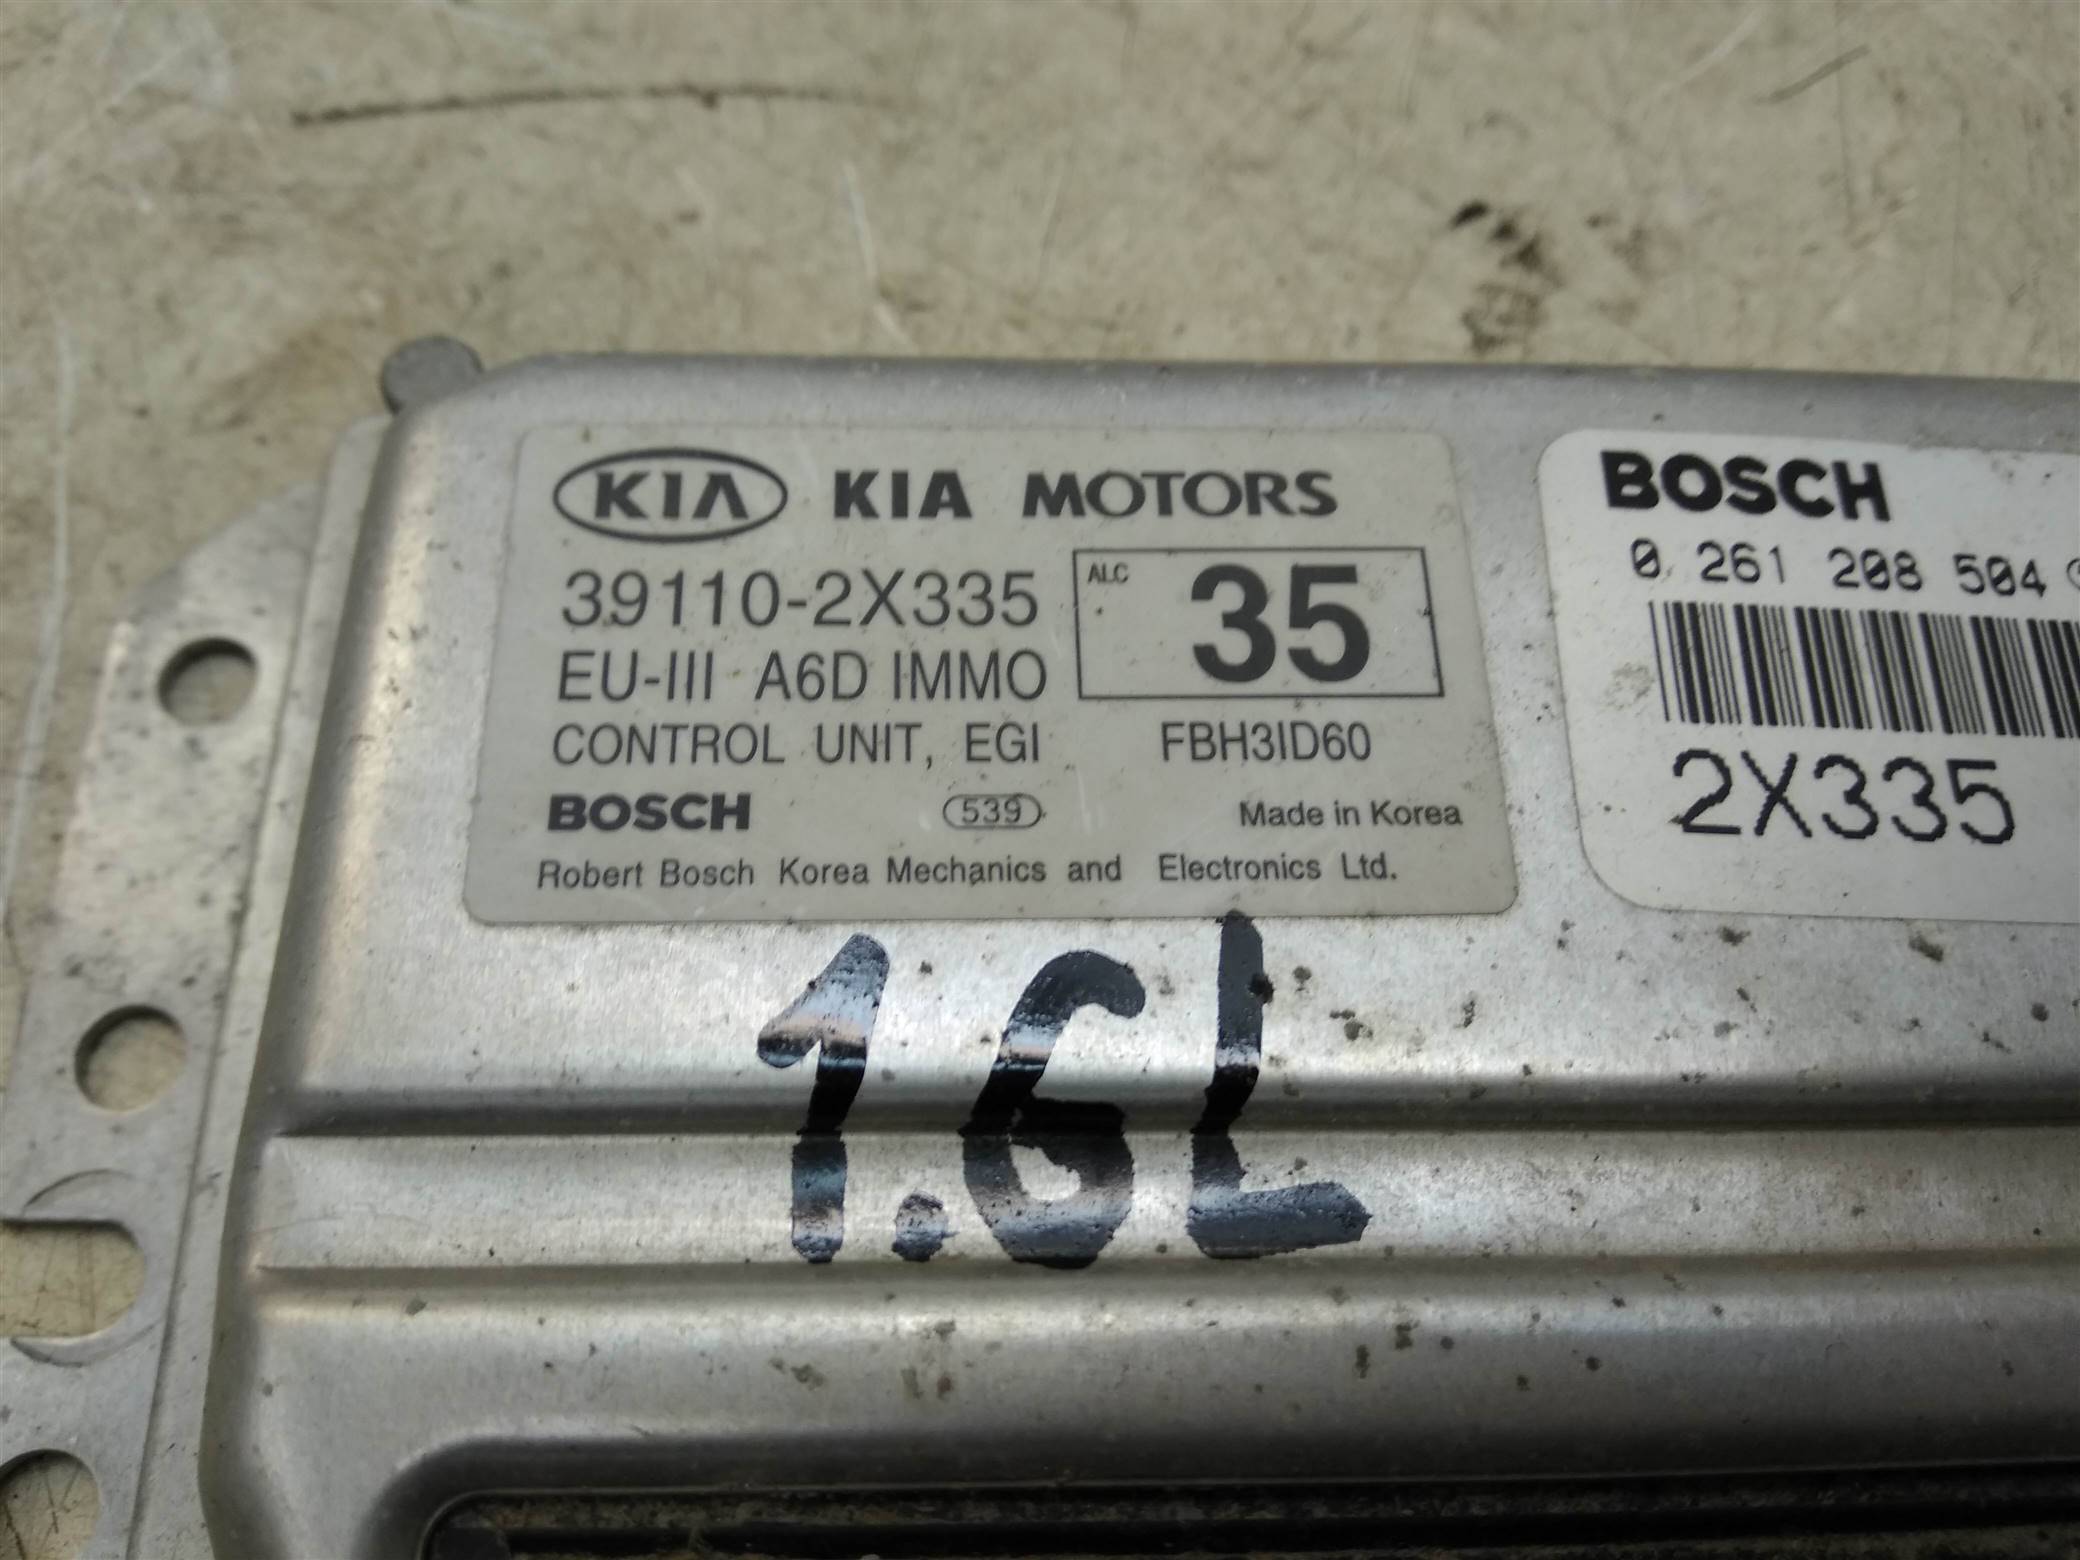 KIA KIA MOTORS
39110-2X335
ALC 35
EU-III A6D IMMO
CONTROL UNIT, EGI FBH3ID60
BOSCH 539 Made in Korea
Robert Bosch Korea Mechanics and Electronics Ltd.
BOSCH
0 261 208 504
2X335
1.6L